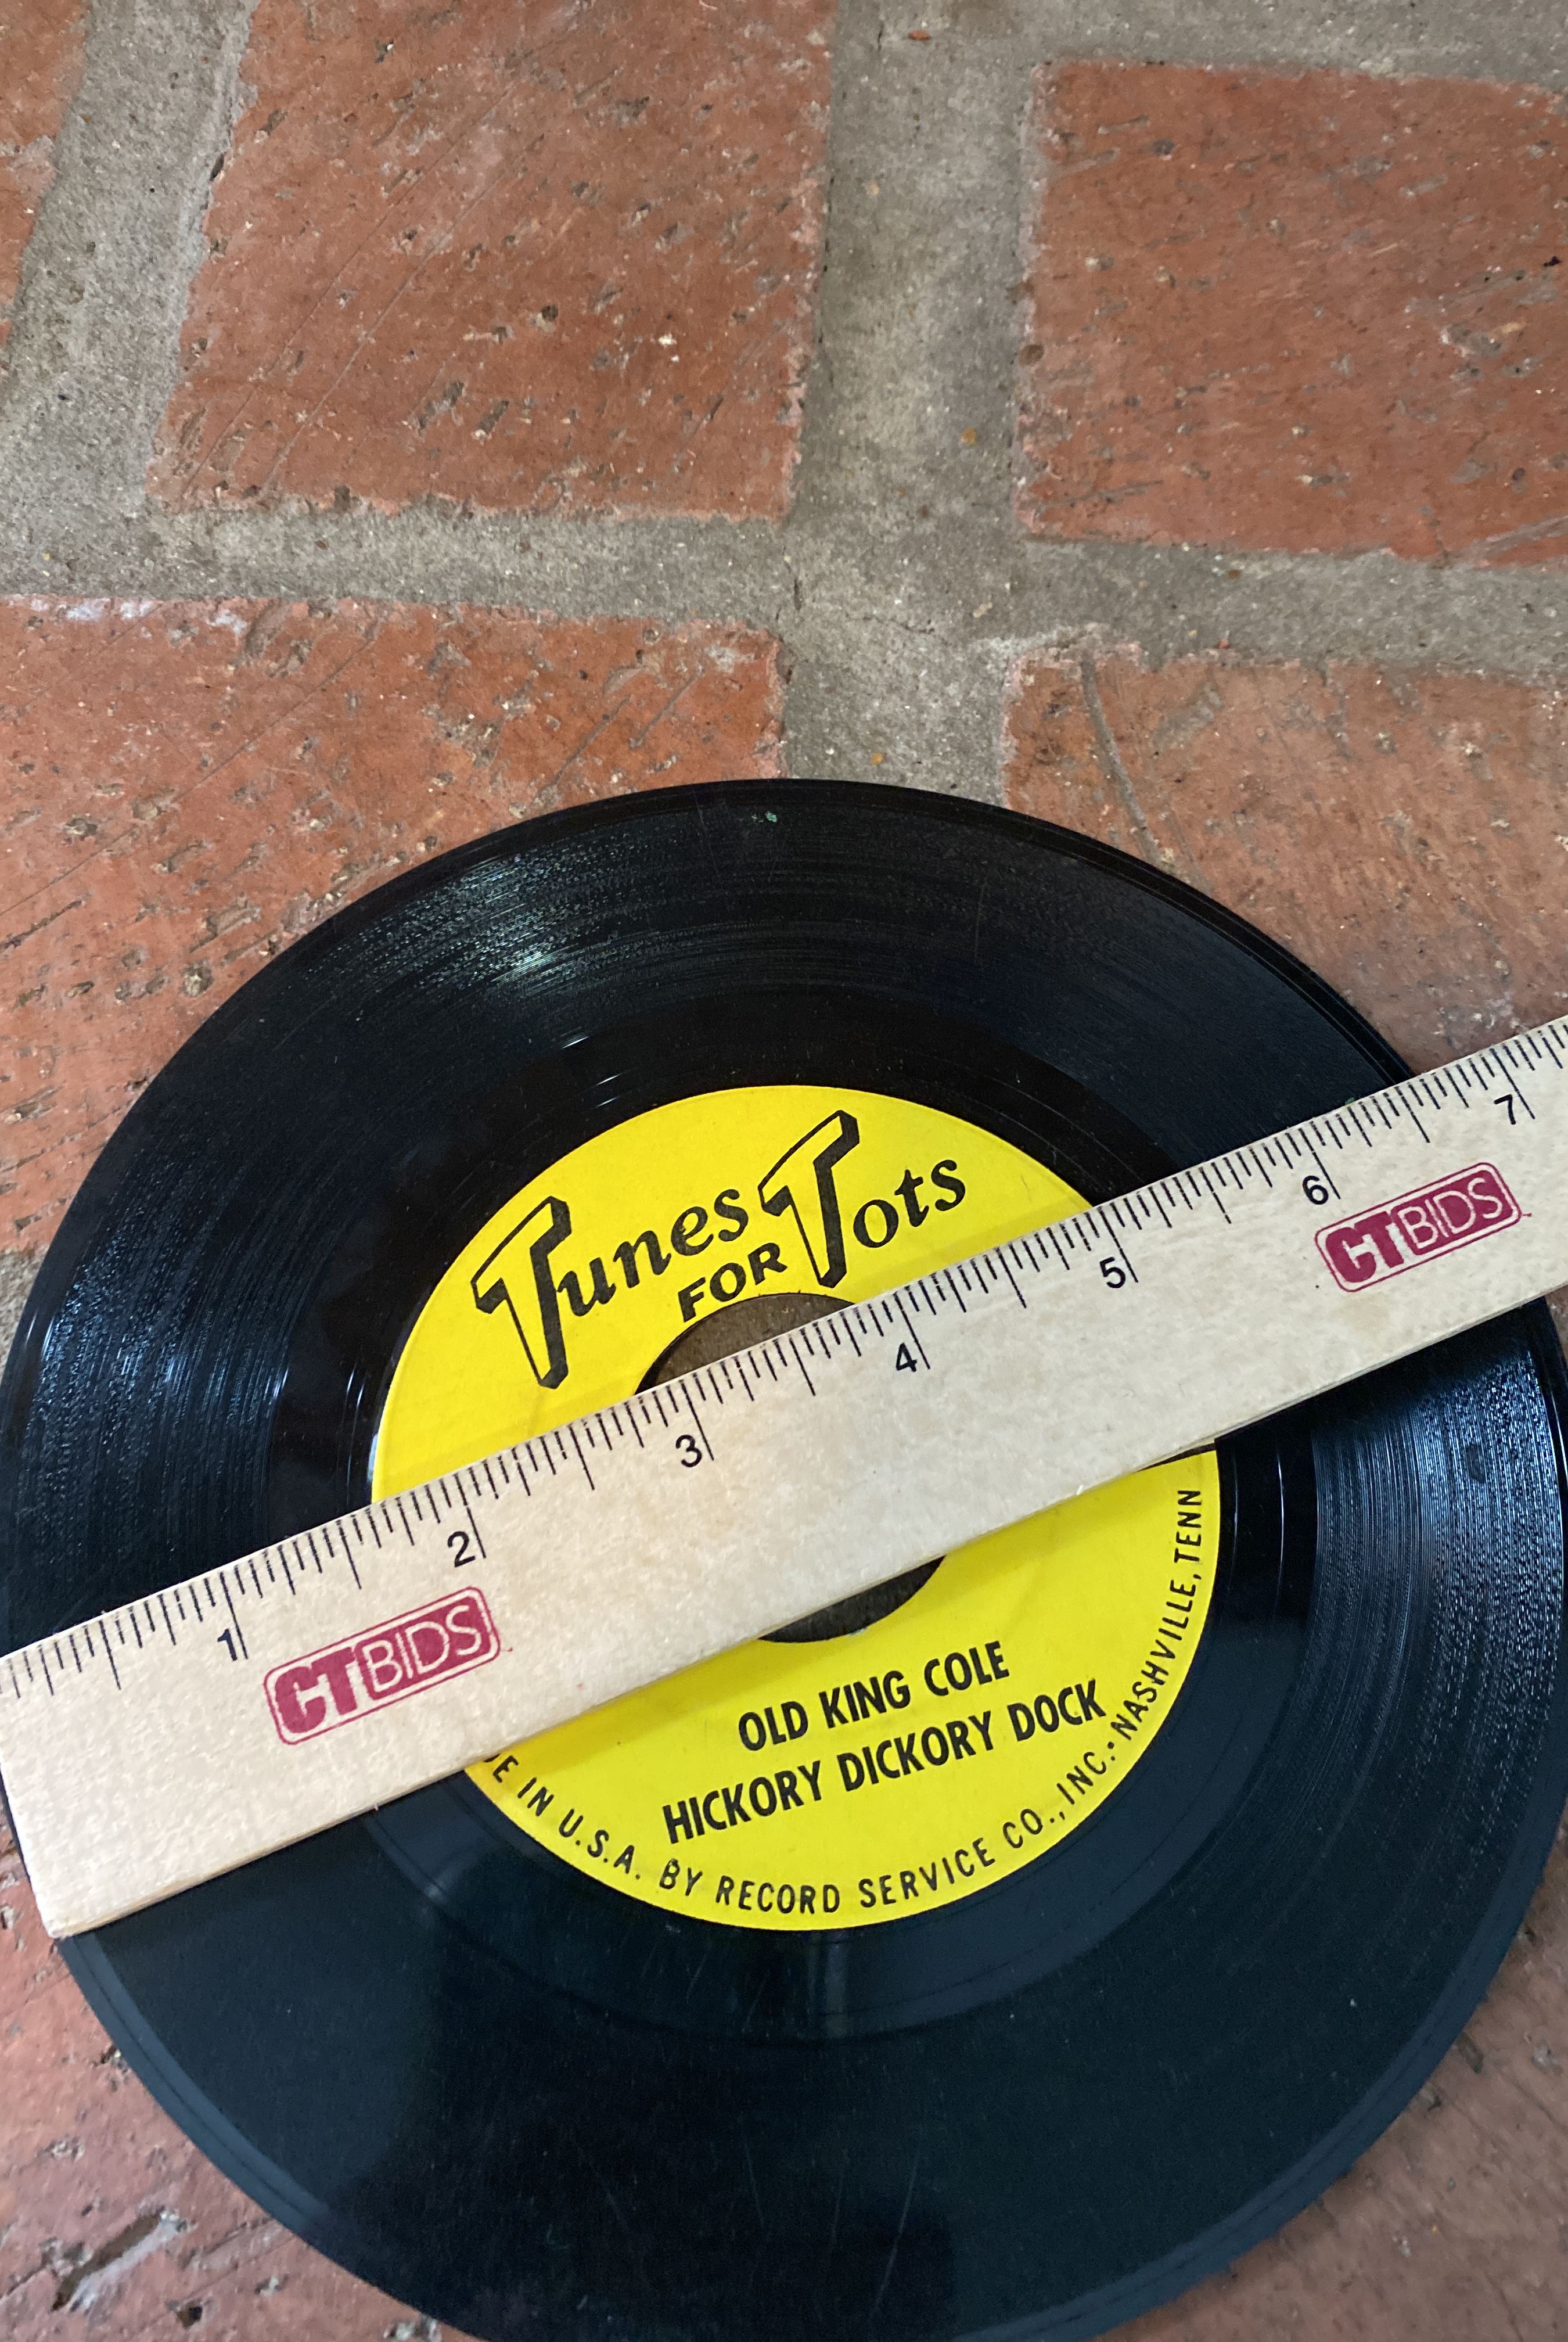 Tunes
FOR
Tots
1 2 3 4 5 6 7
CTBIDS
CTBIDS
OLD KING COLE
HICKORY DICKORY DOCK
IN U.S.A. BY RECORD SERVICE CO., INC. • NASHVILLE, TENN